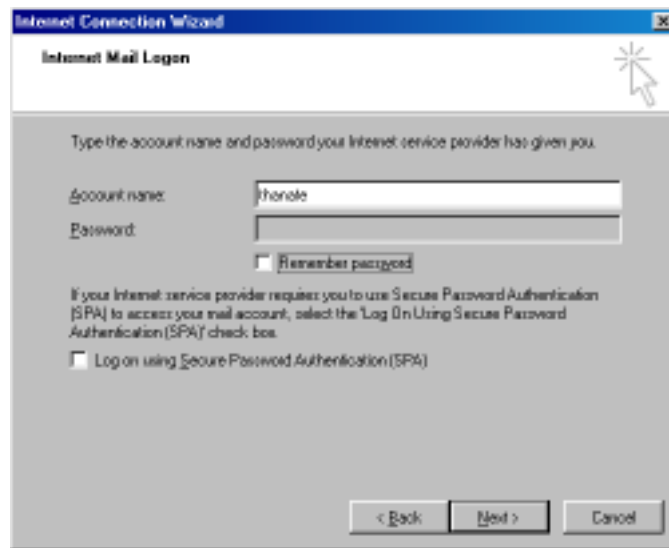 Internet Connection Wizard
Internet Mail Logon
Type the account name and password your Internet service provider has given you.
Account name: thanate
Password:
Remember password
If your Internet service provider requires you to use Secure Password Authentication
(SPA) to access your mail account, select the 'Log On Using Secure Password
Authentication (SPA)' check box.
Log on using Secure Password Authentication (SPA)
< Back Next > Cancel